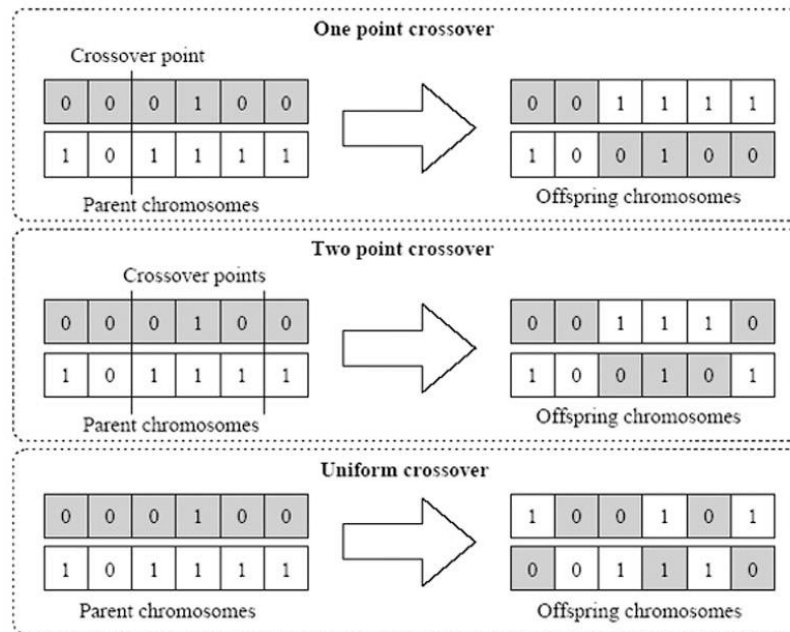 One point crossover
Crossover point
0 0 0 1 0 0
1 0 1 1 1 1
Parent chromosomes
0 0 1 1 1 1
1 0 0 1 0 0
Offspring chromosomes
Two point crossover
Crossover points
0 0 0 1 0 0
1 0 1 1 1 1
Parent chromosomes
0 0 1 1 1 0
1 0 0 1 0 1
Offspring chromosomes
Uniform crossover
0 0 0 1 0 0
1 0 1 1 1 1
Parent chromosomes
1 0 0 1 0 1
0 0 1 1 1 0
Offspring chromosomes